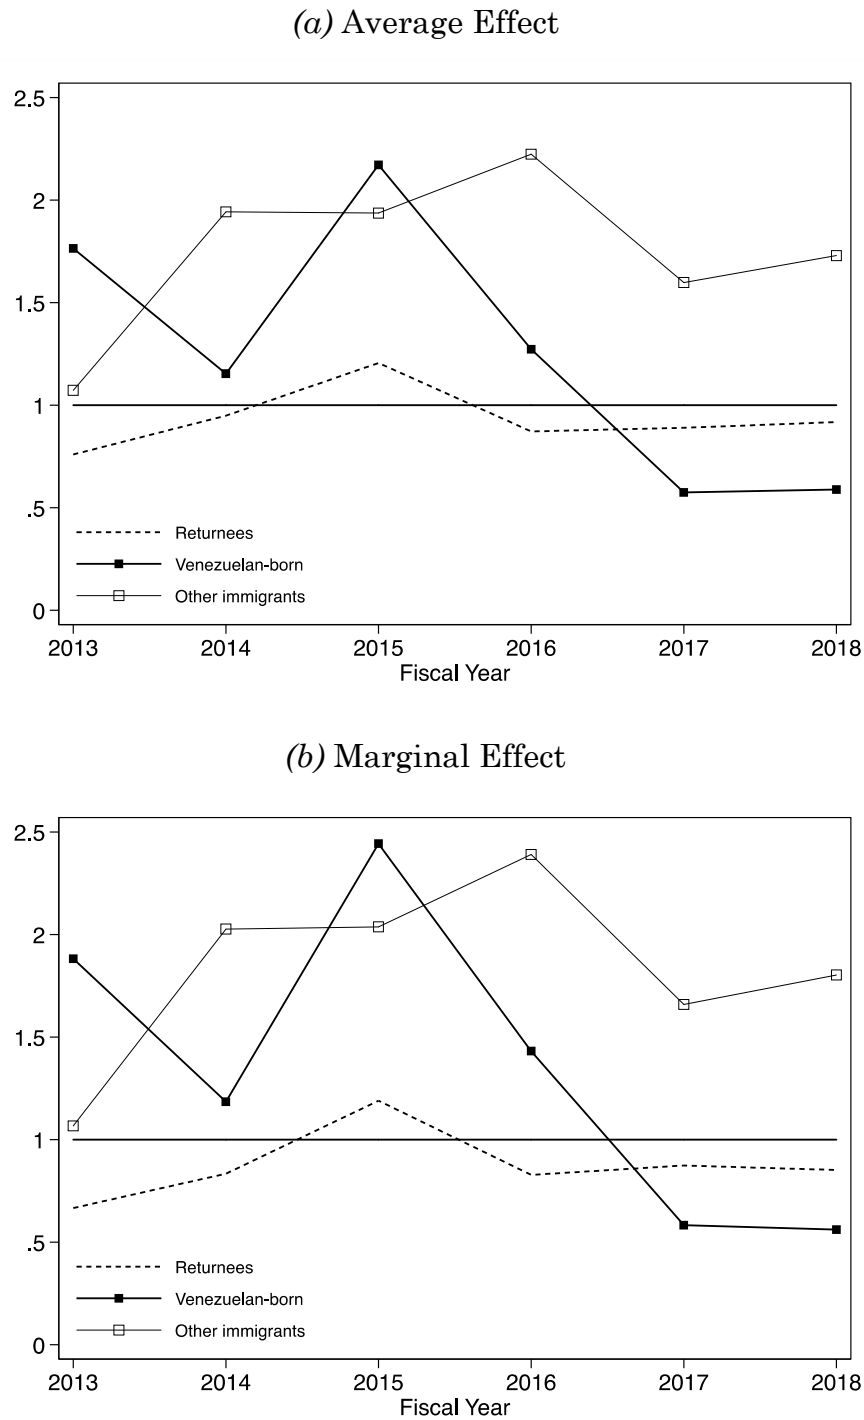 (a) Average Effect
2.5
2
1.5
1
.5
0
Returnees
Venezuelan-born
Other immigrants
2013 2014 2015 2016 2017 2018
Fiscal Year
(b) Marginal Effect
2.5
2
1.5
1
.5
0
Returnees
Venezuelan-born
Other immigrants
2013 2014 2015 2016 2017 2018
Fiscal Year